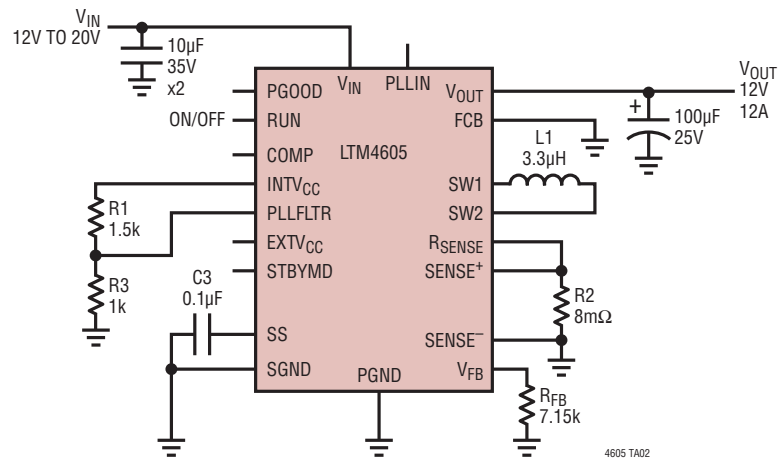 VIN
12V TO 20V
10µF
35V
x2
VIN
PLLIN
PGOOD
RUN
COMP
INTVCC
PLLFLTR
EXTVCC
STBYMD
SS
SGND
LTM4605
PGND
VOUT
FCB
SW1
SW2
RSENSE
SENSE+
SENSE–
VFB
ON/OFF
R1
1.5k
R3
1k
C3
0.1µF
L1
3.3µH
+
100µF
25V
VOUT
12V
12A
R2
8mΩ
RFB
7.15k
4605 TA02